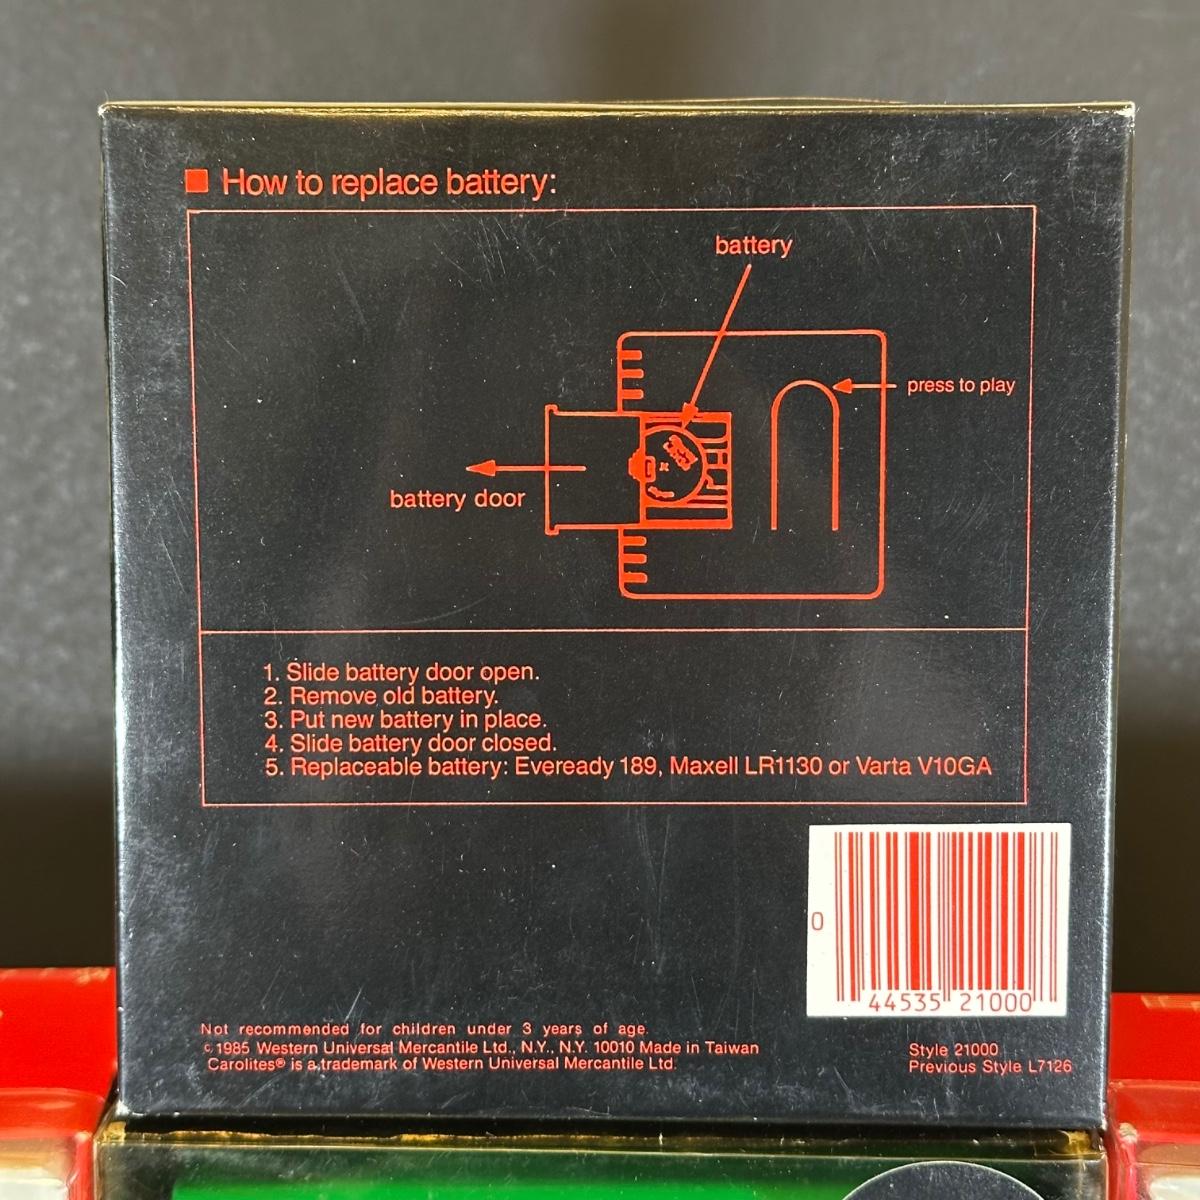 How to replace battery:
battery
press to play
battery door
1. Slide battery door open.
2. Remove old battery.
3. Put new battery in place.
4. Slide battery door closed.
5. Replaceable battery: Eveready 189, Maxell LR1130 or Varta V10GA
0
44535 21000
Not recommended for children under 3 years of age.
© 1985 Western Universal Mercantile Ltd., N.Y., N.Y. 10010 Made in Taiwan
Carolites® is a trademark of Western Universal Mercantile Ltd.
Style 21000
Previous Style L7126